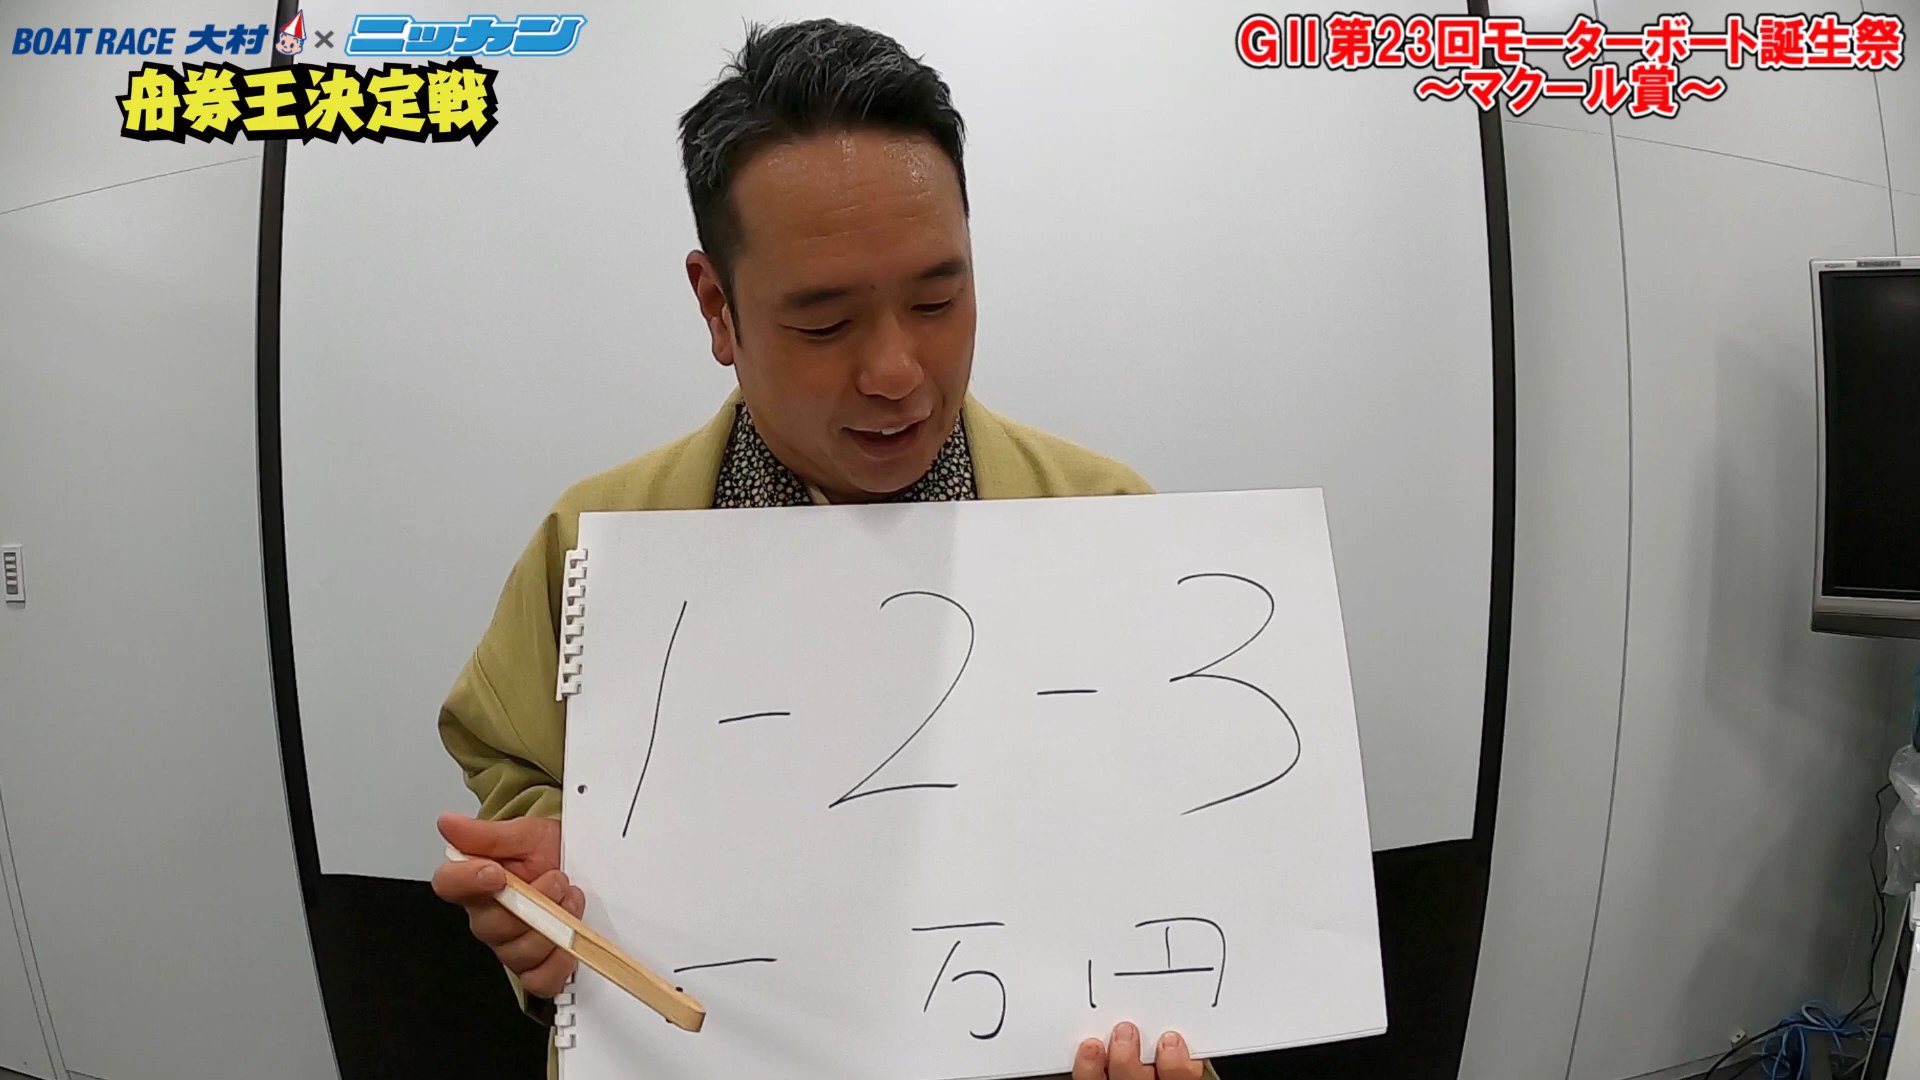 BOAT RACE 大村 × ニッカン
舟券王決定戦
GⅡ第23回モーターボート誕生祭
～マクール賞～
1-2-3
一万円